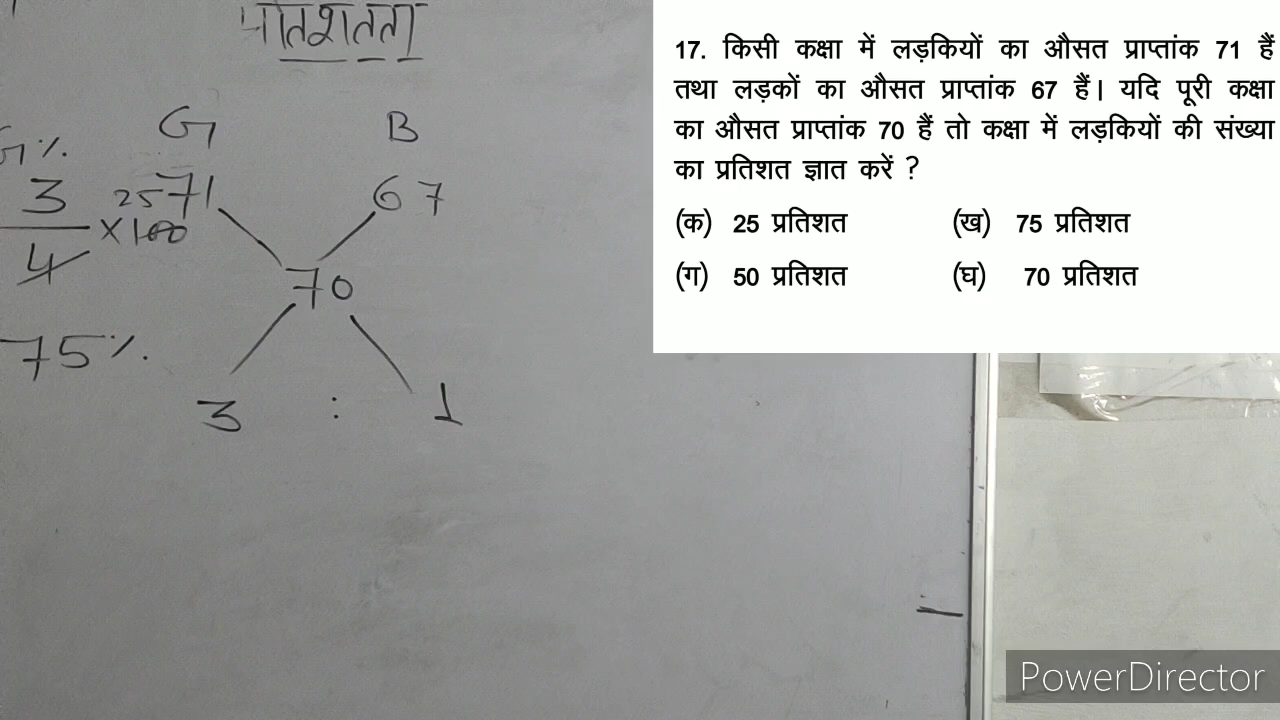 प्रतिशतता
G B
G%
3
25 71 67
×100
4
70
75%
3 : 1
17. किसी कक्षा में लड़कियों का औसत प्राप्तांक 71 हैं
तथा लड़कों का औसत प्राप्तांक 67 हैं। यदि पूरी कक्षा
का औसत प्राप्तांक 70 हैं तो कक्षा में लड़कियों की संख्या
का प्रतिशत ज्ञात करें ?
(क) 25 प्रतिशत (ख) 75 प्रतिशत
(ग) 50 प्रतिशत (घ) 70 प्रतिशत
PowerDirector